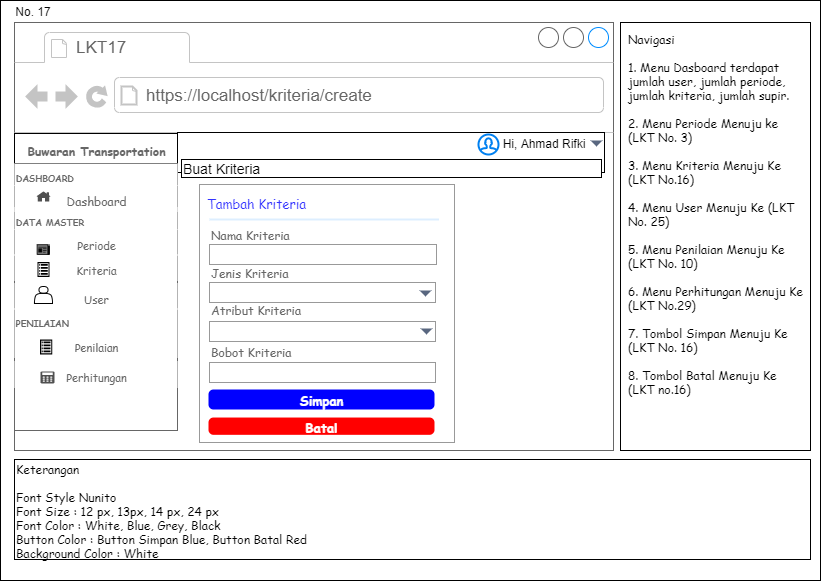 No. 17
LKT17
https://localhost/kriteria/create
Buwaran Transportation
Hi, Ahmad Rifki
Buat Kriteria
DASHBOARD
Dashboard
DATA MASTER
Periode
Kriteria
User
PENILAIAN
Penilaian
Perhitungan
Tambah Kriteria
Nama Kriteria
Jenis Kriteria
Atribut Kriteria
Bobot Kriteria
Simpan
Batal
Navigasi
1. Menu Dasboard terdapat
jumlah user, jumlah periode,
jumlah kriteria, jumlah supir.
2. Menu Periode Menuju ke
(LKT No. 3)
3. Menu Kriteria Menuju Ke
(LKT No.16)
4. Menu User Menuju Ke (LKT
No. 25)
5. Menu Penilaian Menuju Ke
(LKT No. 10)
6. Menu Perhitungan Menuju Ke
(LKT No.29)
7. Tombol Simpan Menuju Ke
(LKT No. 16)
8. Tombol Batal Menuju Ke
(LKT no.16)
Keterangan
Font Style Nunito
Font Size : 12 px, 13px, 14 px, 24 px
Font Color : White, Blue, Grey, Black
Button Color : Button Simpan Blue, Button Batal Red
Background Color : White